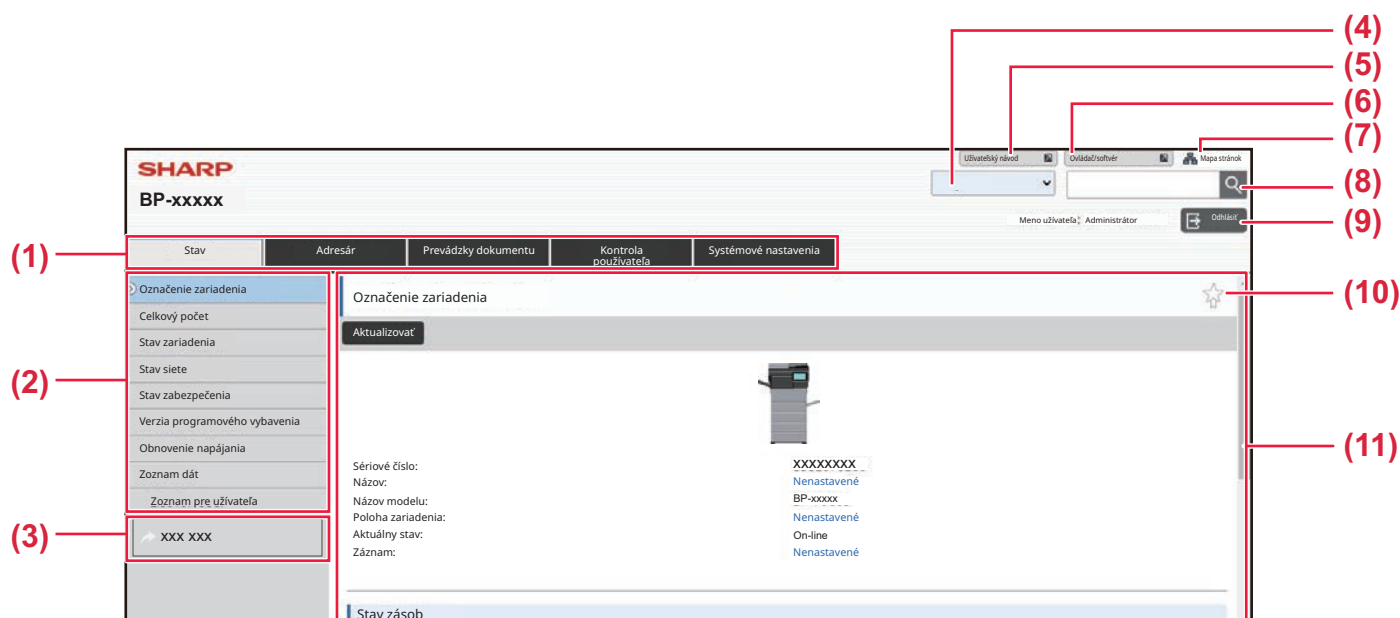 (4)
(5)
(6)
(7)
Užívateľský návod
Ovládač/softvér
Mapa stránok
SHARP
(8)
BP-xxxxx
Meno užívateľa: Administrátor
Odhlásiť
(9)
(1)
Stav
Adresár
Prevádzky dokumentu
Kontrola
používateľa
Systémové nastavenia
Označenie zariadenia
Označenie zariadenia
(10)
Celkový počet
Aktualizovať
Stav zariadenia
Stav siete
(2)
Stav zabezpečenia
Verzia programového vybavenia
Obnovenie napájania
(11)
Zoznam dát
Zoznam pre užívateľa
Sériové číslo: XXXXXXXX
Názov: Nenastavené
Názov modelu: BP-xxxxx
Poloha zariadenia: Nenastavené
Aktuálny stav: On-line
Záznam: Nenastavené
(3)
XXX XXX
Stav zásob